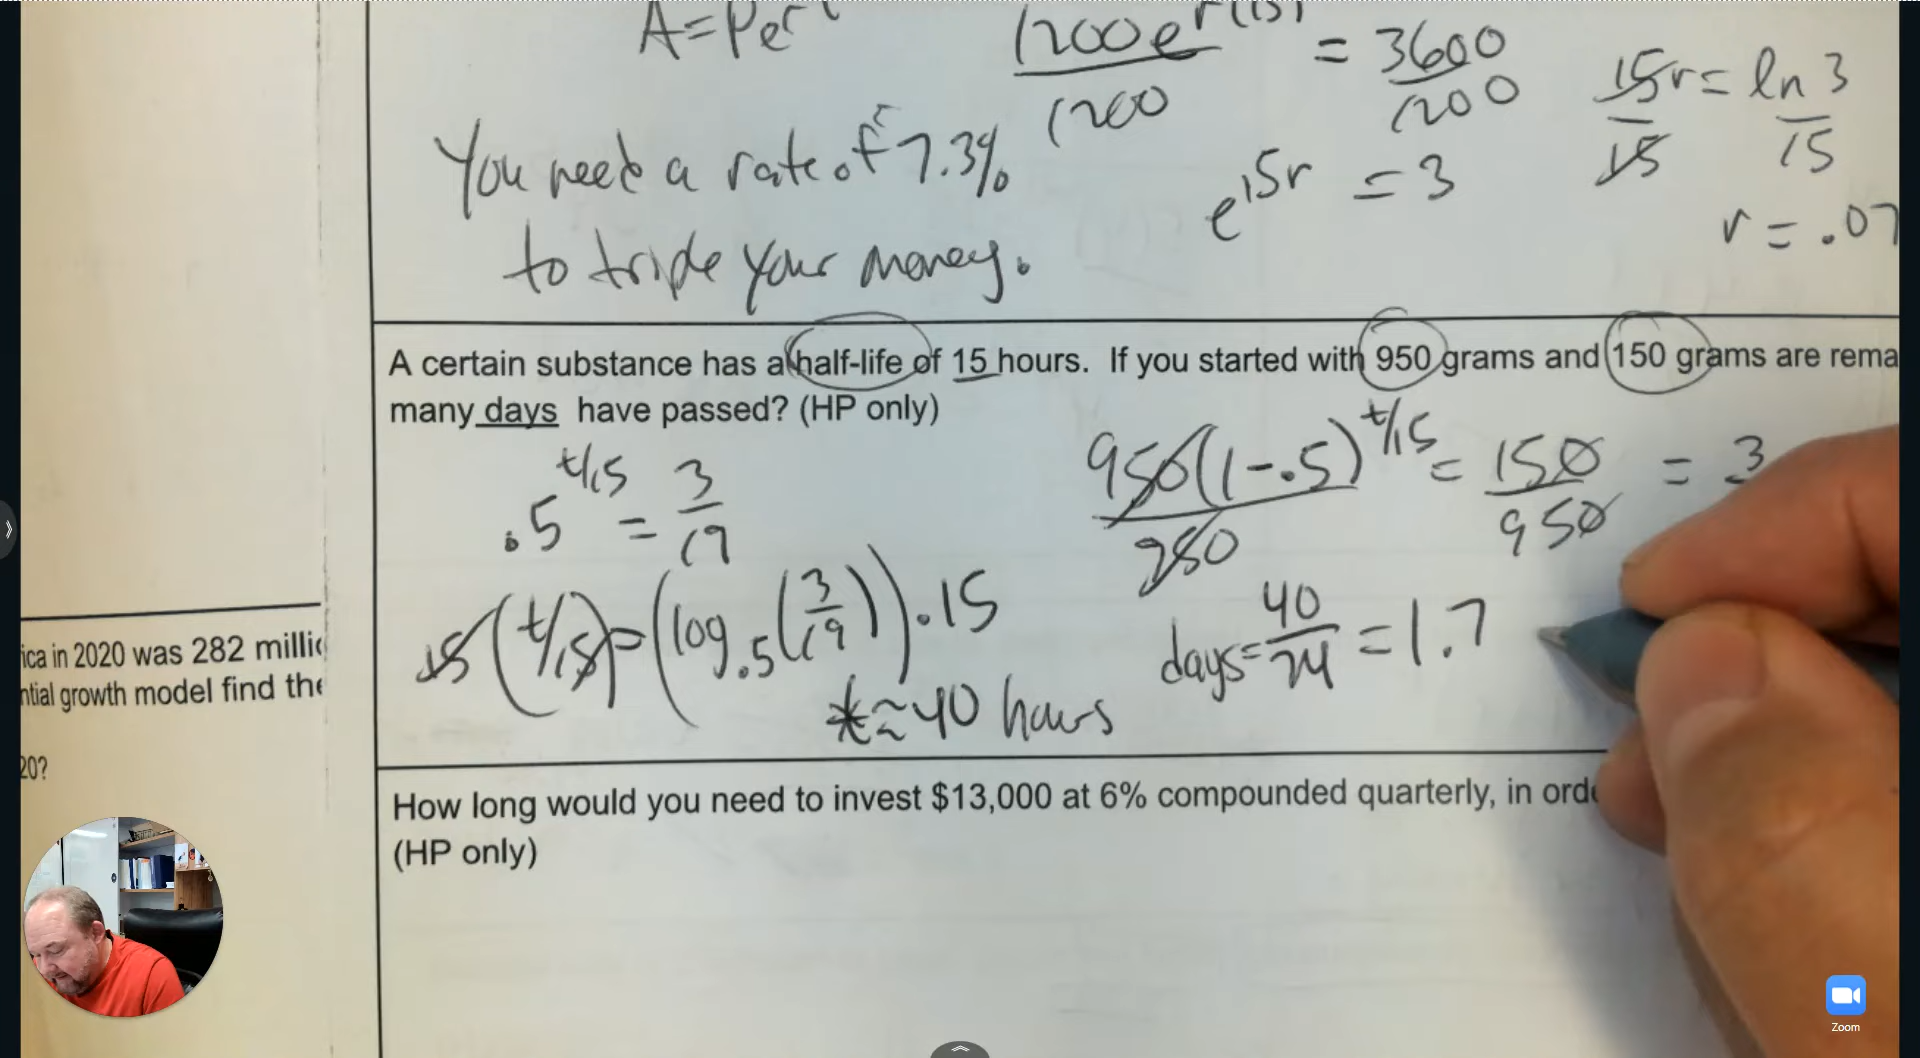 A=Pe^rt
1200e^r(15) / 1200 = 3600 / 1200
15r / 15 = ln 3 / 15
You need a rate of 7.3%
to triple your money.
e^15r = 3
r = .07
A certain substance has a half-life of 15 hours. If you started with 950 grams and 150 grams are rema
many days have passed? (HP only)
950(1-.5)^t/15 / 950 = 150 / 950 = 3
.5^t/15 = 3/19
15(t/15) = (log.5(3/19)).15
t≈40 hours
days = 40/24 = 1.7
ica in 2020 was 282 millio
ntial growth model find the
20?
How long would you need to invest $13,000 at 6% compounded quarterly, in orde
(HP only)
Zoom